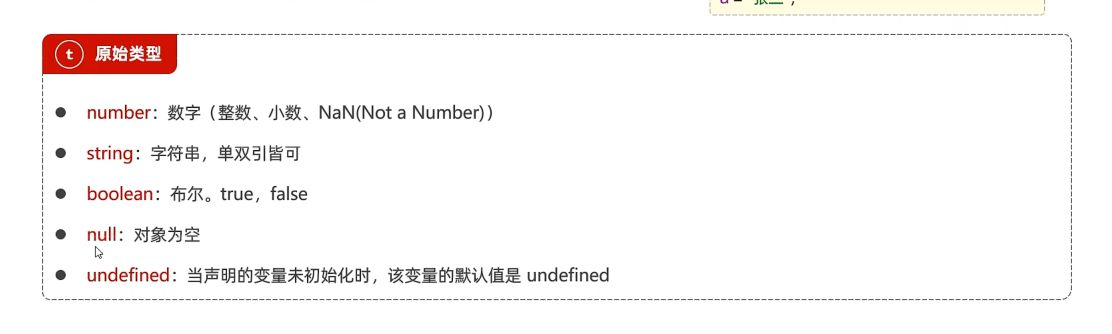 a = "张三";
t 原始类型
number：数字（整数、小数、NaN(Not a Number)）
string：字符串，单双引皆可
boolean：布尔。true，false
null：对象为空
undefined：当声明的变量未初始化时，该变量的默认值是 undefined